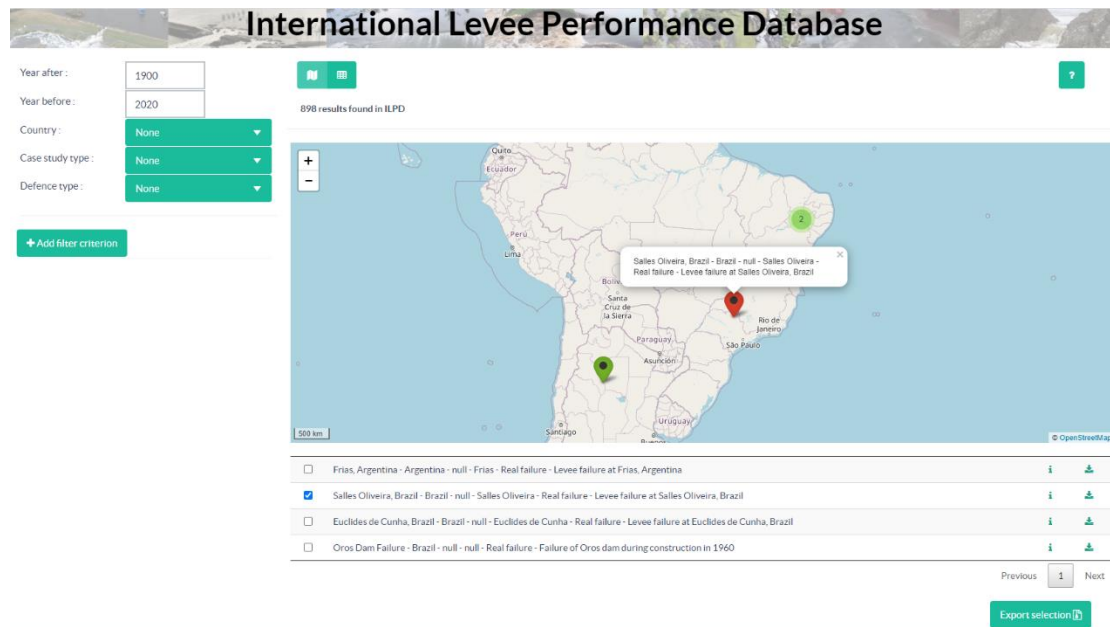 International Levee Performance Database
Year after :
1900
Year before :
2020
Country :
None
Case study type :
None
Defence type :
None
+ Add filter criterion
?
898 results found in ILPD
+
−
Quito
Ecuador
Perú
Lima
2
Salles Oliveira, Brazil - Brazil - null - Salles Oliveira -
Real failure - Levee failure at Salles Oliveira, Brazil
×
Santa
Cruz de
la Sierra
Rio de
Janeiro
São Paulo
Paraguay
Asunción
Uruguay
Santiago
500 km
© OpenStreetMap
Frias, Argentina - Argentina - null - Frias - Real failure - Levee failure at Frias, Argentina
i
Salles Oliveira, Brazil - Brazil - null - Salles Oliveira - Real failure - Levee failure at Salles Oliveira, Brazil
i
Euclides de Cunha, Brazil - Brazil - null - Euclides de Cunha - Real failure - Levee failure at Euclides de Cunha, Brazil
i
Oros Dam Failure - Brazil - null - null - Real failure - Failure of Oros dam during construction in 1960
i
Previous 1 Next
Export selection